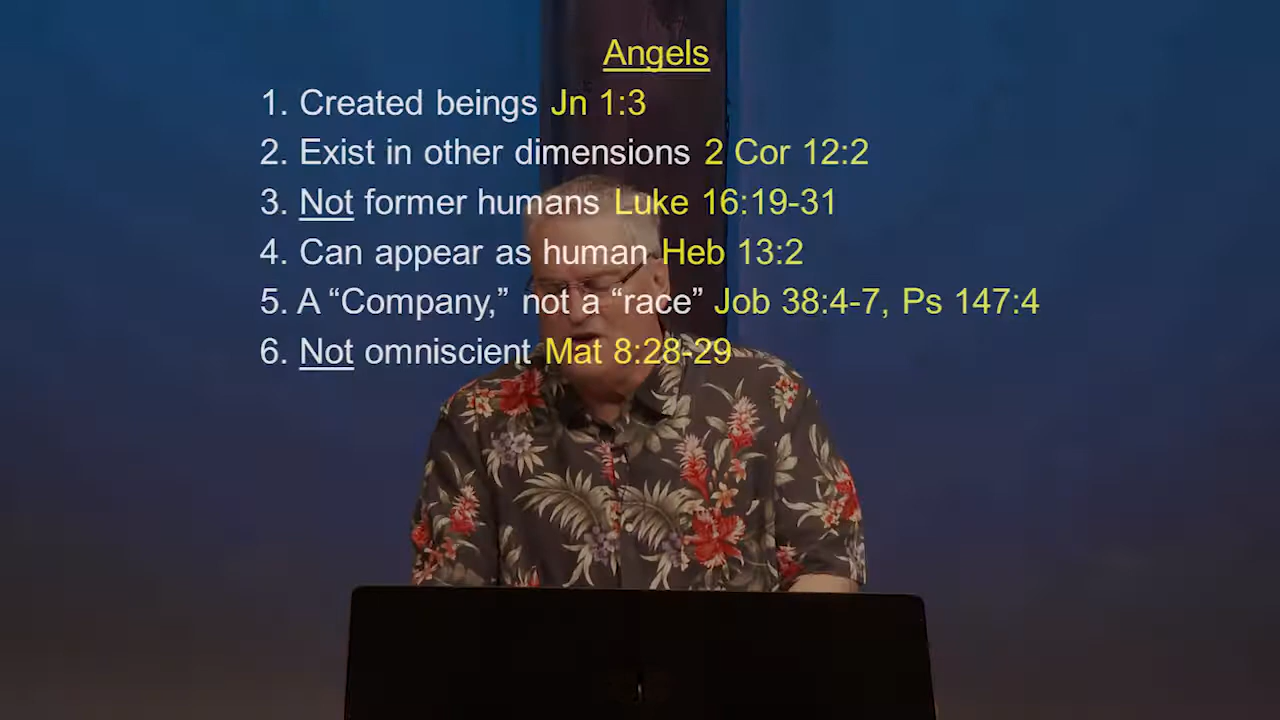 Angels
1. Created beings Jn 1:3
2. Exist in other dimensions 2 Cor 12:2
3. Not former humans Luke 16:19-31
4. Can appear as human Heb 13:2
5. A “Company,” not a “race” Job 38:4-7, Ps 147:4
6. Not omniscient Mat 8:28-29